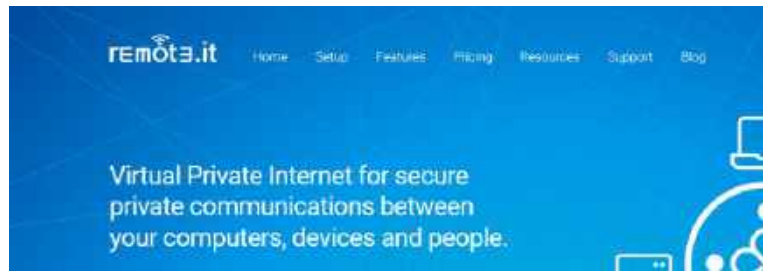 remot3.it Home Setup Features Pricing Resources Support Blog
Virtual Private Internet for secure
private communications between
your computers, devices and people.